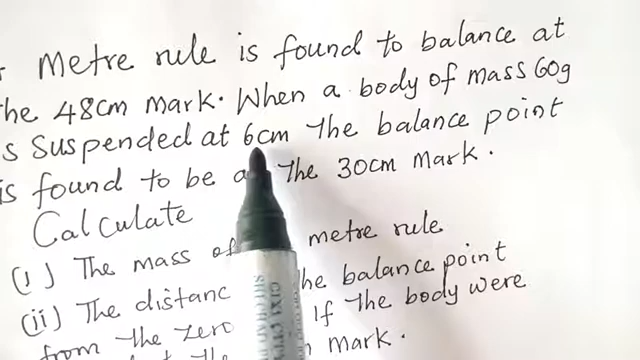 Metre rule is found to balance at
the 48cm mark. When a body of mass 60g
is suspended at 6cm the balance point
is found to be a the 30cm mark.
Calculate
(i) The mass of metre rule
(ii) The distanc the balance point
from the zero If the body were
the mark.